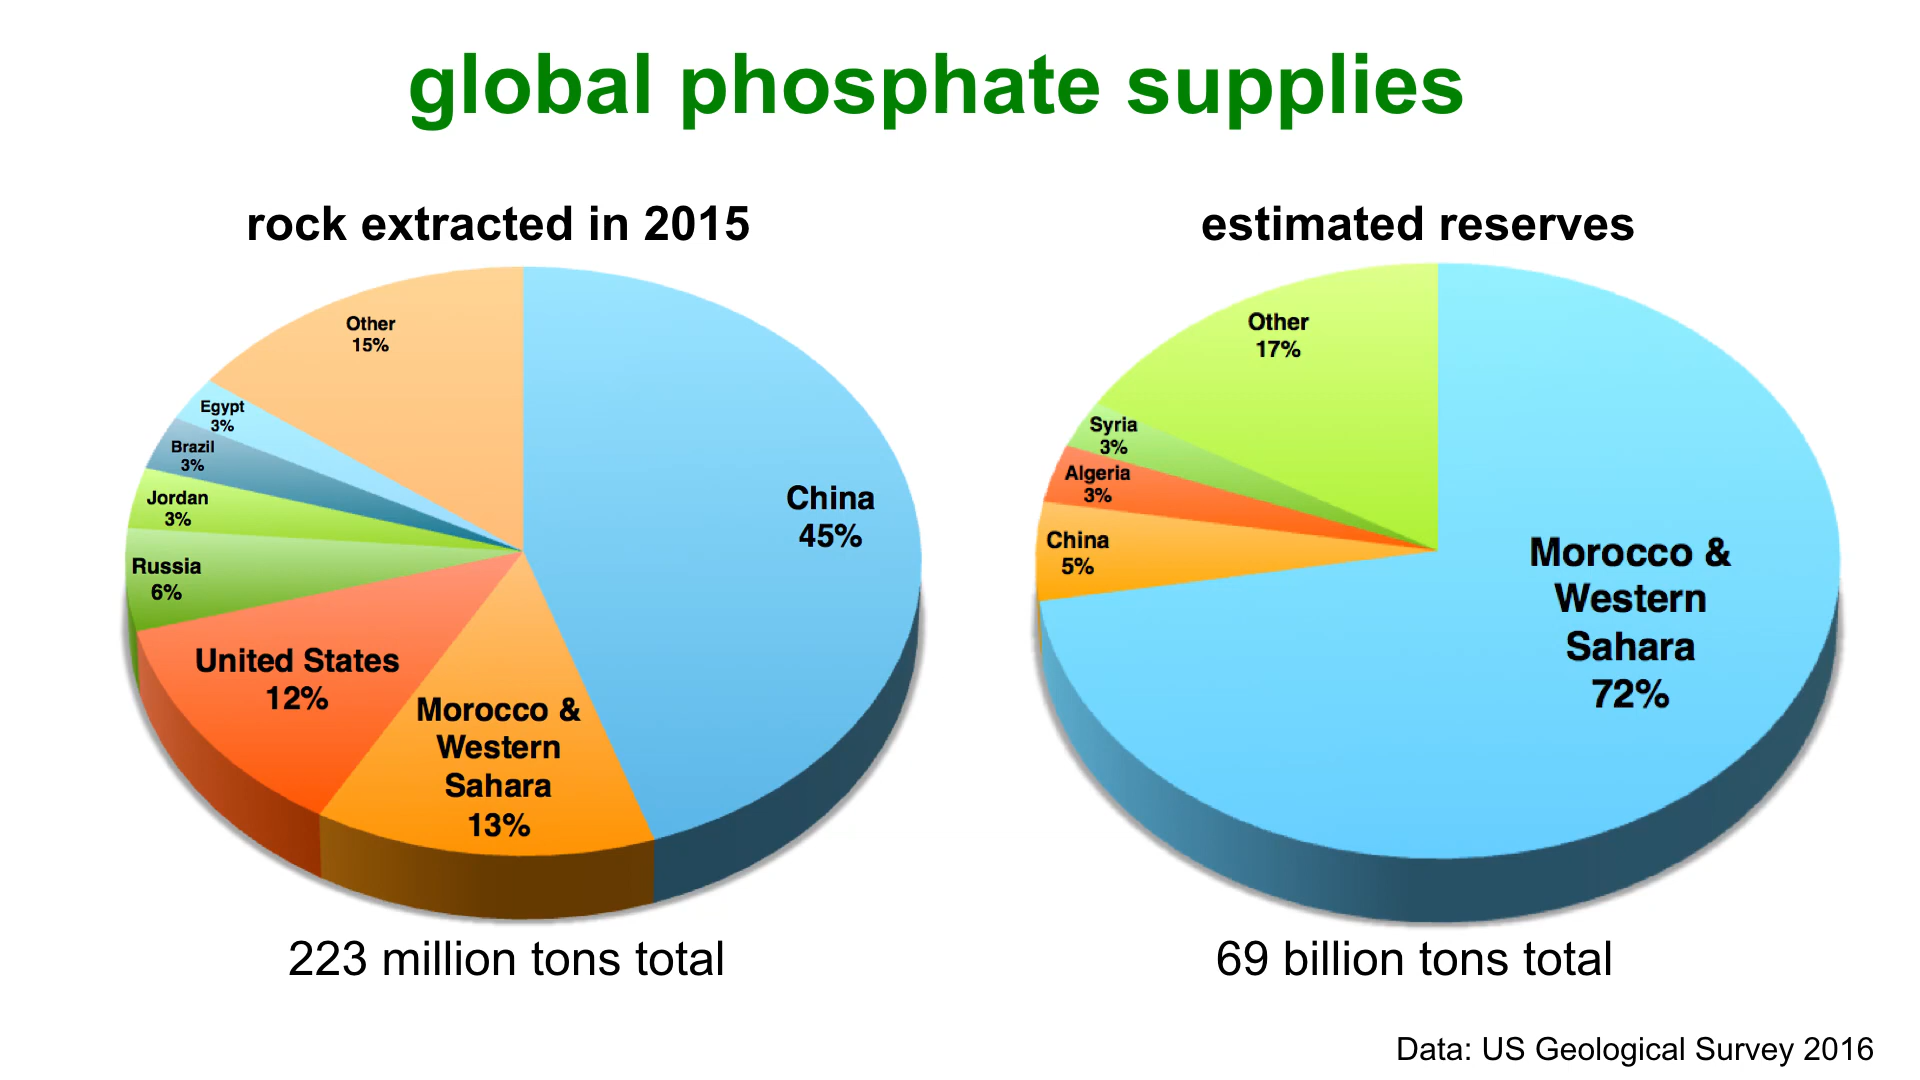 global phosphate supplies
rock extracted in 2015
Other
15%
Egypt
3%
Brazil
3%
Jordan
3%
Russia
6%
United States
12%
Morocco &
Western
Sahara
13%
China
45%
223 million tons total
estimated reserves
Other
17%
Syria
3%
Algeria
3%
China
5%
Morocco &
Western
Sahara
72%
69 billion tons total
Data: US Geological Survey 2016